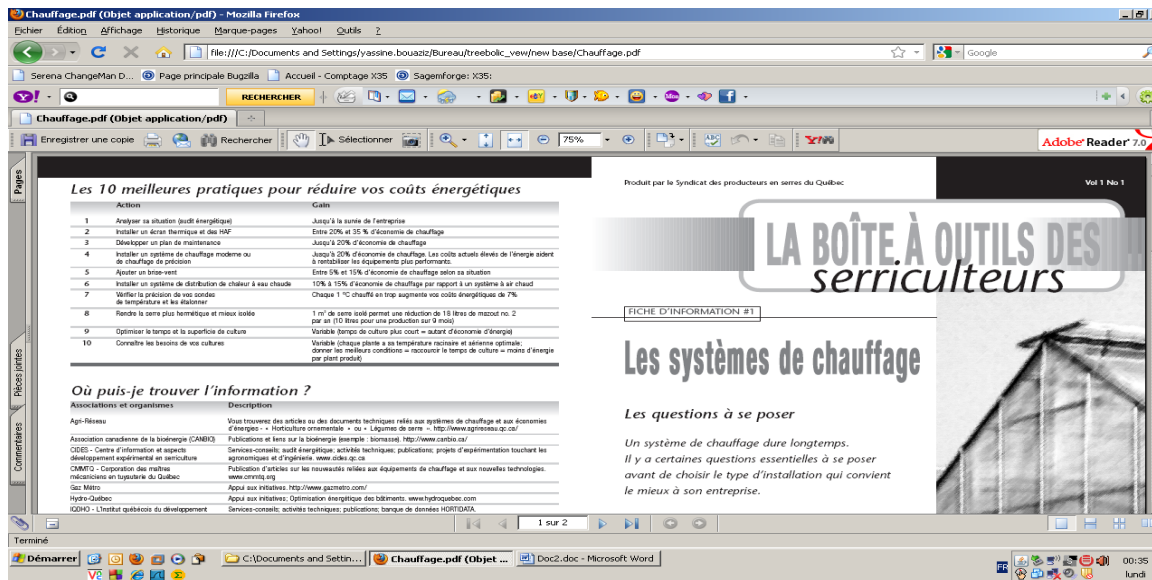 Chauffage.pdf (Objet application/pdf) - Mozilla Firefox
Fichier Édition Affichage Historique Marque-pages Yahoo! Outils ?
file:///C:/Documents and Settings/yassine.bouaziz/Bureau/treebolic_vew/new base/Chauffage.pdf
Google
Serena ChangeMan D... Page principale Bugzilla Accueil - Comptage X35 Sagemforge: X35:
RECHERCHER
Chauffage.pdf (Objet application/pdf)
Enregistrer une copie Rechercher Sélectionner 75% Adobe Reader 7.0
Pages
Pièces jointes
Commentaires
Les 10 meilleures pratiques pour réduire vos coûts énergétiques
Action Gain
1 Analyser sa situation (audit énergétique) Jusqu'à la survie de l'entreprise
2 Installer un écran thermique et des HAF Entre 20% et 35 % d'économie de chauffage
3 Développer un plan de maintenance Jusqu'à 20% d'économie de chauffage
4 Installer un système de chauffage moderne ou Jusqu'à 20% d'économie de chauffage. Les coûts actuels élevés de l'énergie aident
de chauffage de précision à rentabiliser les équipements plus performants.
5 Ajouter un brise-vent Entre 5% et 15% d'économie de chauffage selon sa situation
6 Installer un système de distribution de chaleur à eau chaude 10% à 15% d'économie de chauffage par rapport à un système à air chaud
7 Vérifier la précision de vos sondes Chaque 1 °C chauffé en trop augmente vos coûts énergétiques de 7%
de température et les étalonner
8 Rendre la serre plus hermétique et mieux isolée 1 m² de serre isolé permet une réduction de 18 litres de mazout no. 2
par an (10 litres pour une production sur 9 mois)
9 Optimiser le temps et la superficie de culture Variable (temps de culture plus court = autant d'économie d'énergie)
10 Connaître les besoins de vos cultures Variable (chaque plante a sa température racinaire et aérienne optimale;
donner les meilleurs conditions = raccourcir le temps de culture = moins d'énergie
par plant produit)
Où puis-je trouver l'information ?
Associations et organismes Description
Agri-Réseau Vous trouverez des articles ou des documents techniques reliés aux systèmes de chauffage et aux économies
d'énergies - « Horticulture ornementale » ou « Légumes de serre ». http://www.agrireseau.qc.ca/
Association canadienne de la bioénergie (CANBIO) Publications et liens sur la bioénergie (exemple : biomasse). http://www.canbio.ca/
CIDES - Centre d'information et aspects Services-conseils; audit énergétique; activités techniques; publications; projets d'expérimentation touchant les
développement expérimental en serriculture agronomiques et d'ingénierie. www.cides.qc.ca
CMMTQ - Corporation des maîtres Publication d'articles sur les nouveautés reliées aux équipements de chauffage et aux nouvelles technologies.
mécaniciens en tuyauterie du Québec www.cmmtq.org
Gaz Métro Appui aux initiatives. http://www.gazmetro.com/
Hydro-Québec Appui aux initiatives; Optimisation énergétique des bâtiments. www.hydroquebec.com
IQDHO - L'Institut québécois du développement Services-conseils; activités techniques; publications; banque de données HORTIDATA.
Produit par le Syndicat des producteurs en serres du Québec
Vol 1 No 1
LA BOÎTE À OUTILS DES
serriculteurs
FICHE D'INFORMATION #1
Les systèmes de chauffage
Les questions à se poser
Un système de chauffage dure longtemps.
Il y a certaines questions essentielles à se poser
avant de choisir le type d'installation qui convient
le mieux à son entreprise.
1 sur 2
Terminé
Démarrer C:\Documents and Settin... Chauffage.pdf (Objet ... Doc2.doc - Microsoft Word
FR
00:35
lundi